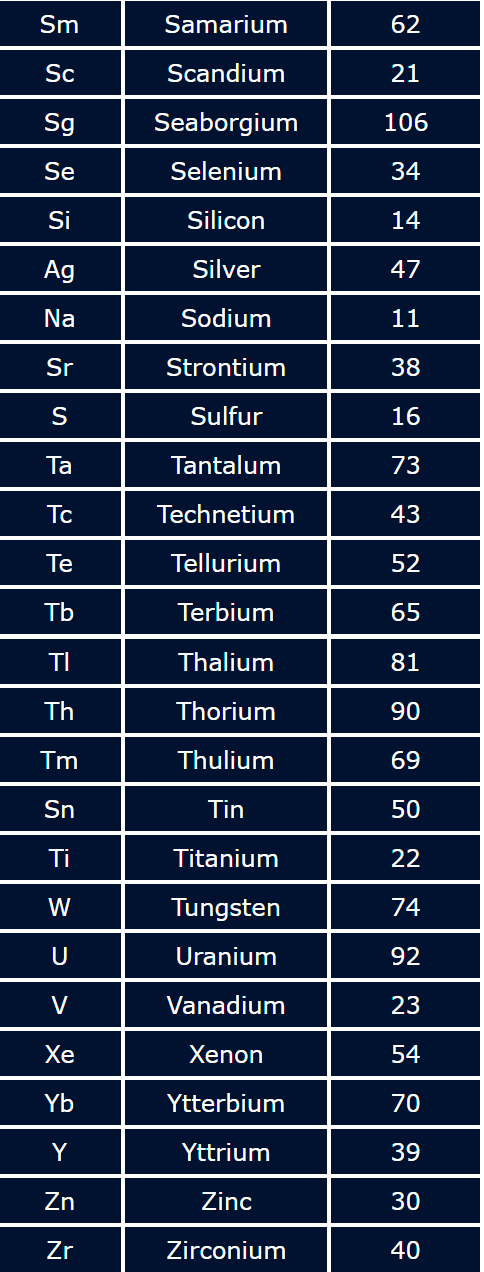 Sm Samarium 62
Sc Scandium 21
Sg Seaborgium 106
Se Selenium 34
Si Silicon 14
Ag Silver 47
Na Sodium 11
Sr Strontium 38
S Sulfur 16
Ta Tantalum 73
Tc Technetium 43
Te Tellurium 52
Tb Terbium 65
Tl Thalium 81
Th Thorium 90
Tm Thulium 69
Sn Tin 50
Ti Titanium 22
W Tungsten 74
U Uranium 92
V Vanadium 23
Xe Xenon 54
Yb Ytterbium 70
Y Yttrium 39
Zn Zinc 30
Zr Zirconium 40